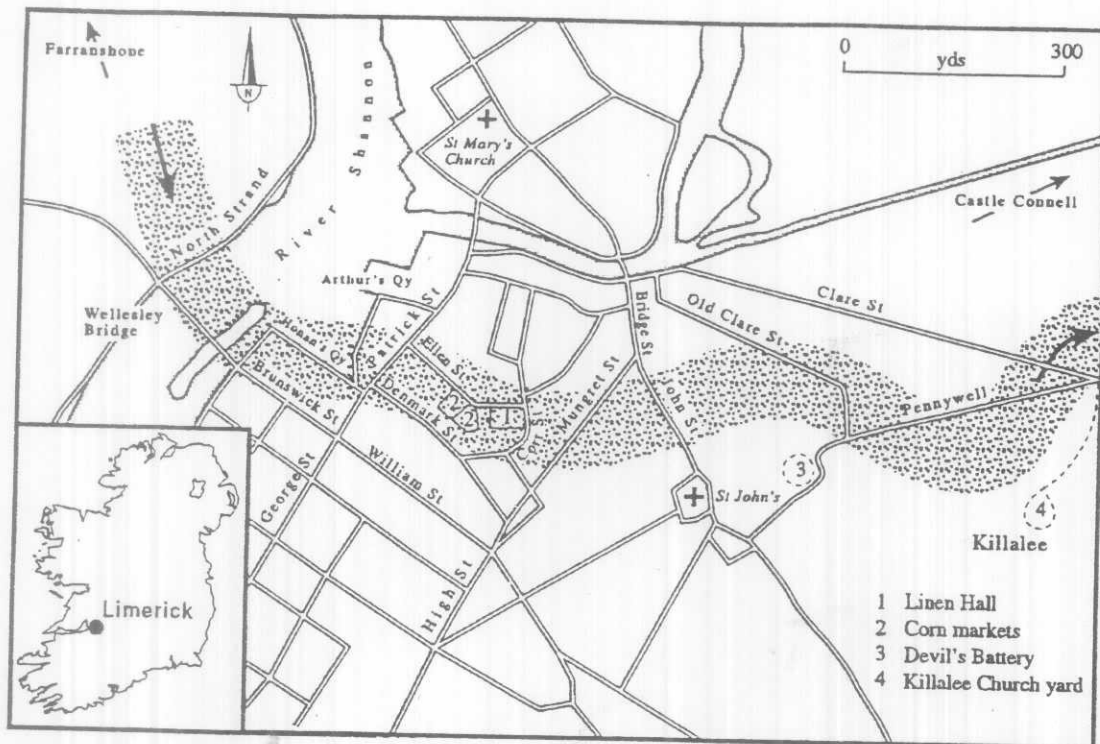 Farranshone
N
River Shannon
0 300
yds
St Mary's
Church
Castle Connell
North Strand
Arthur's Qy
Wellesley
Bridge
Honan's Qy
Patrick St
Ellen St
Denmark St
Brunswick St
William St
George St
High St
2
1
Mungret St
Bridge St
John St
Old Clare St
Clare St
Pennywell
3
St John's
4
Killalee
Limerick
1 Linen Hall
2 Corn markets
3 Devil's Battery
4 Killalee Church yard